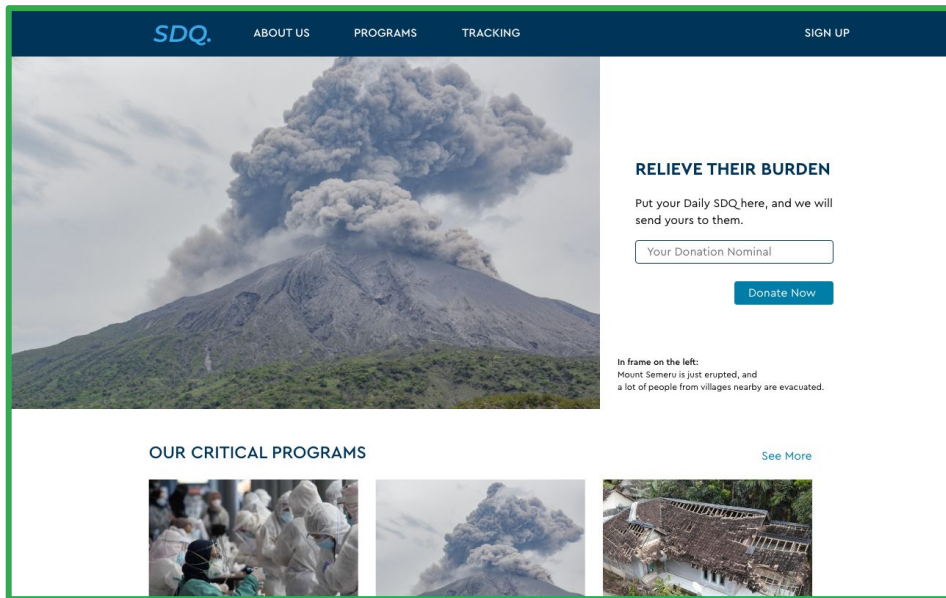 SDQ.
ABOUT US
PROGRAMS
TRACKING
SIGN UP
RELIEVE THEIR BURDEN
Put your Daily SDQ here, and we will
send yours to them.
Your Donation Nominal
Donate Now
In frame on the left:
Mount Semeru is just erupted, and
a lot of people from villages nearby are evacuated.
OUR CRITICAL PROGRAMS
See More